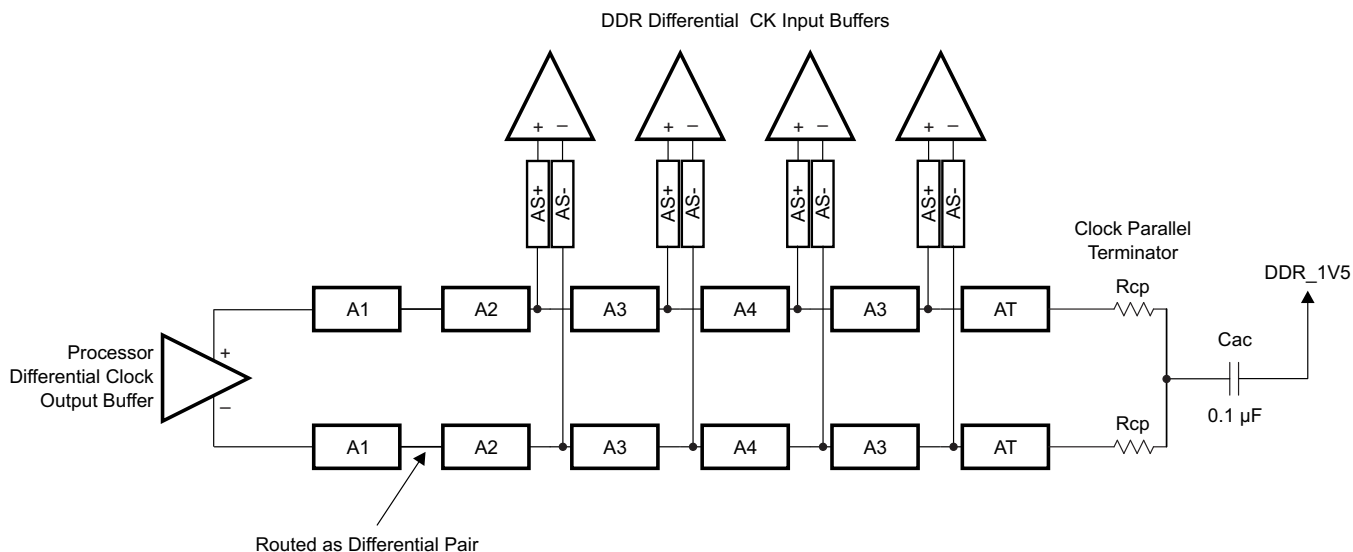 DDR Differential CK Input Buffers
+ − + − + − + −
AS+ AS- AS+ AS- AS+ AS- AS+ AS-
Clock Parallel
Terminator
DDR_1V5
A1 A2 A3 A4 A3 AT Rcp
Processor
Differential Clock
Output Buffer
+
−
Cac
0.1 µF
A1 A2 A3 A4 A3 AT Rcp
Routed as Differential Pair